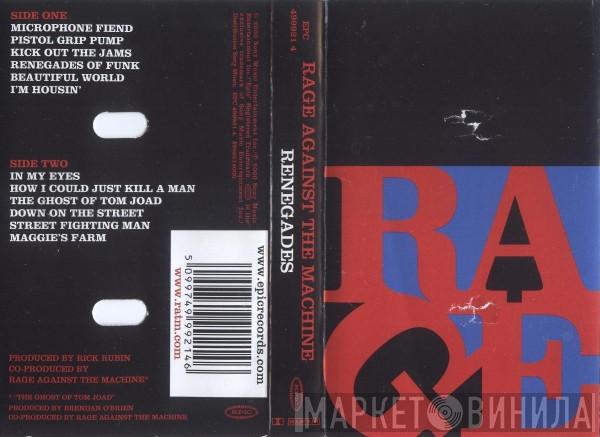 SIDE ONE
MICROPHONE FIEND
PISTOL GRIP PUMP
KICK OUT THE JAMS
RENEGADES OF FUNK
BEAUTIFUL WORLD
I'M HOUSIN'
SIDE TWO
IN MY EYES
HOW I COULD JUST KILL A MAN
THE GHOST OF TOM JOAD
DOWN ON THE STREET
STREET FIGHTING MAN
MAGGIE'S FARM
PRODUCED BY RICK RUBIN
CO-PRODUCED BY
RAGE AGAINST THE MACHINE*
* "THE GHOST OF TOM JOAD"
PRODUCED BY BRENDAN O'BRIEN
CO-PRODUCED BY RAGE AGAINST THE MACHINE
www.ratm.com
5 099749 992146
www.epicrecords.com
EPC
499921 4
RAGE AGAINST THE MACHINE
RENEGADES
epic
RAGE
МАРКЕТ ВИНИЛА